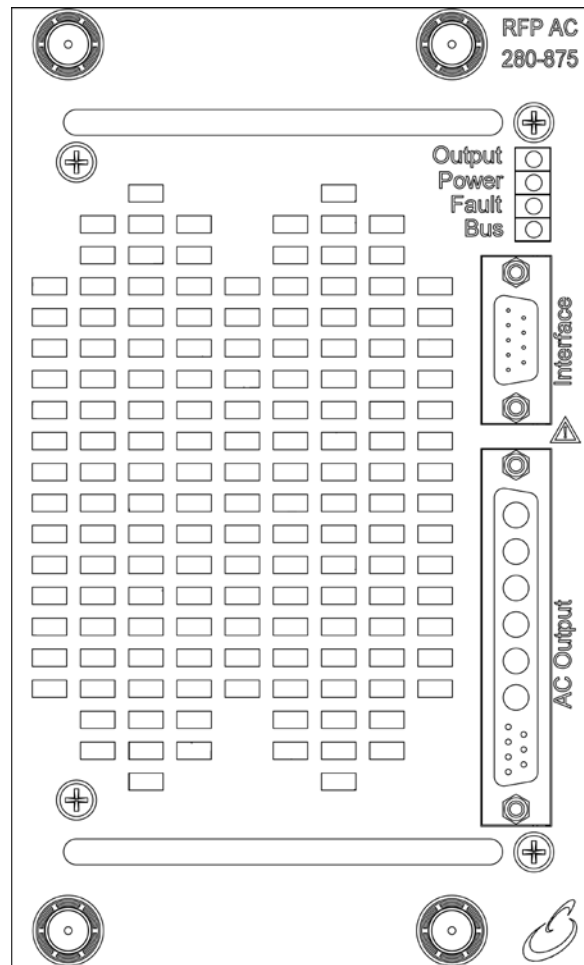 RFP AC
280-875
Output
Power
Fault
Bus
Interface
AC Output